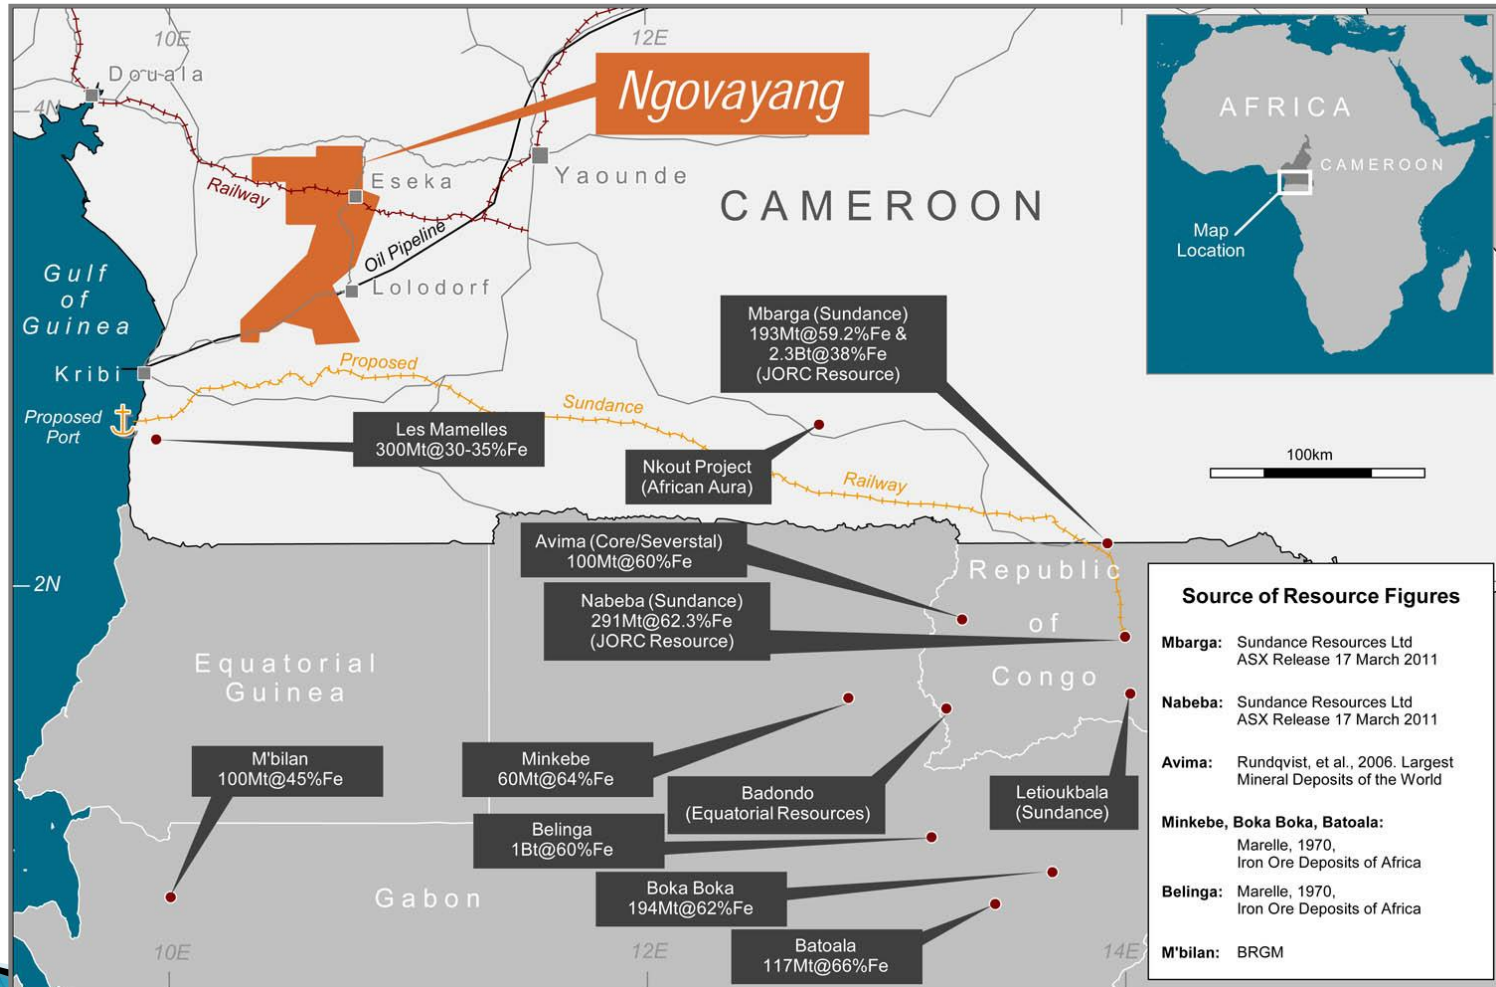 10E
12E
Douala
4N
Ngovayang
Eseka
Yaounde
Railway
CAMEROON
Oil Pipeline
Lolodorf
Gulf
of
Guinea
Kribi
Proposed
Port
Proposed
Sundance
Railway
AFRICA
CAMEROON
Map
Location
Mbarga (Sundance)
193Mt@59.2%Fe &
2.3Bt@38%Fe
(JORC Resource)
Les Mamelles
300Mt@30-35%Fe
Nkout Project
(African Aura)
100km
Avima (Core/Severstal)
100Mt@60%Fe
Nabeba (Sundance)
291Mt@62.3%Fe
(JORC Resource)
2N
Republic
of
Congo
Equatorial
Guinea
M'bilan
100Mt@45%Fe
Minkebe
60Mt@64%Fe
Badondo
(Equatorial Resources)
Letioukbala
(Sundance)
Belinga
1Bt@60%Fe
Boka Boka
194Mt@62%Fe
Batoala
117Mt@66%Fe
Gabon
10E
12E
14E
Source of Resource Figures
Mbarga: Sundance Resources Ltd
ASX Release 17 March 2011
Nabeba: Sundance Resources Ltd
ASX Release 17 March 2011
Avima: Rundqvist, et al., 2006. Largest
Mineral Deposits of the World
Minkebe, Boka Boka, Batoala:
Marelle, 1970,
Iron Ore Deposits of Africa
Belinga: Marelle, 1970,
Iron Ore Deposits of Africa
M'bilan: BRGM